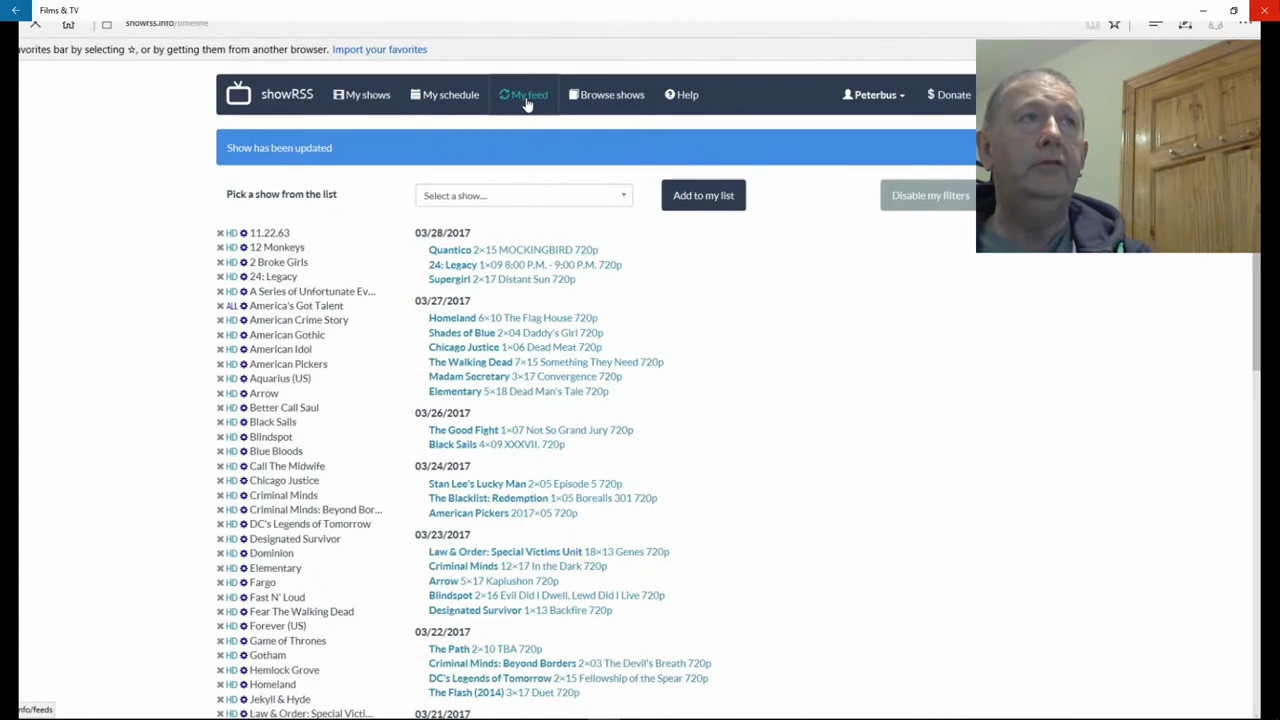 Films & TV
showrss.info/timeline
avorites bar by selecting ☆, or by getting them from another browser. Import your favorites
showRSS My shows My schedule My feed Browse shows Help Peterbus $ Donate
Show has been updated
Pick a show from the list Select a show... Add to my list Disable my filters
HD 11.22.63
HD 12 Monkeys
HD 2 Broke Girls
HD 24: Legacy
HD A Series of Unfortunate Ev...
ALL America's Got Talent
HD American Crime Story
HD American Gothic
HD American Idol
HD American Pickers
HD Aquarius (US)
HD Arrow
HD Better Call Saul
HD Black Sails
HD Blindspot
HD Blue Bloods
HD Call The Midwife
HD Chicago Justice
HD Criminal Minds
HD Criminal Minds: Beyond Bor...
HD DC's Legends of Tomorrow
HD Designated Survivor
HD Dominion
HD Elementary
HD Fargo
HD Fast N' Loud
HD Fear The Walking Dead
HD Forever (US)
HD Game of Thrones
HD Gotham
HD Hemlock Grove
HD Homeland
HD Jekyll & Hyde
HD Law & Order: Special Victi...
03/28/2017
Quantico 2×15 MOCKINGBIRD 720p
24: Legacy 1×09 8:00 P.M. - 9:00 P.M. 720p
Supergirl 2×17 Distant Sun 720p
03/27/2017
Homeland 6×10 The Flag House 720p
Shades of Blue 2×04 Daddy's Girl 720p
Chicago Justice 1×06 Dead Meat 720p
The Walking Dead 7×15 Something They Need 720p
Madam Secretary 3×17 Convergence 720p
Elementary 5×18 Dead Man's Tale 720p
03/26/2017
The Good Fight 1×07 Not So Grand Jury 720p
Black Sails 4×09 XXXVII. 720p
03/24/2017
Stan Lee's Lucky Man 2×05 Episode 5 720p
The Blacklist: Redemption 1×05 Borealis 301 720p
American Pickers 2017×05 720p
03/23/2017
Law & Order: Special Victims Unit 18×13 Genes 720p
Criminal Minds 12×17 In the Dark 720p
Arrow 5×17 Kapiushon 720p
Blindspot 2×16 Evil Did I Dwell, Lewd Did I Live 720p
Designated Survivor 1×13 Backfire 720p
03/22/2017
The Path 2×10 TBA 720p
Criminal Minds: Beyond Borders 2×03 The Devil's Breath 720p
DC's Legends of Tomorrow 2×15 Fellowship of the Spear 720p
The Flash (2014) 3×17 Duet 720p
03/21/2017
info/feeds